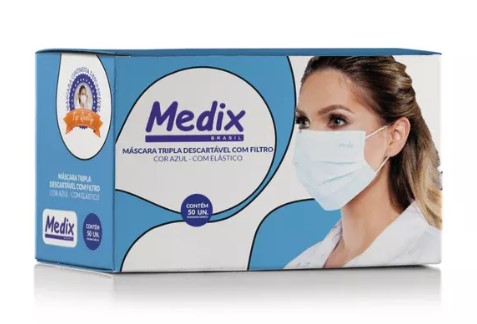 Medix
BRASIL
MÁSCARA TRIPLA DESCARTÁVEL COM FILTRO
COR AZUL - COM ELÁSTICO
CONTÉM
50 UN.
MÁSCARA TRIPLA
DESCARTÁVEL COM FILTRO
COR AZUL - COM ELÁSTICO
Medix
BRASIL
CONTÉM
50 UN.